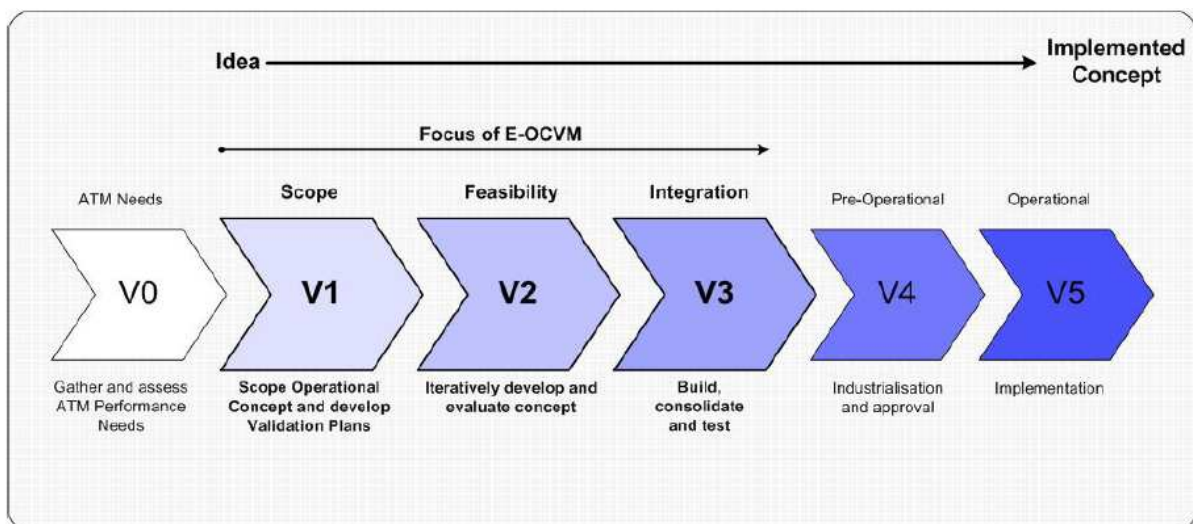 Idea
Implemented
Concept
Focus of E-OCVM
ATM Needs
Scope
Feasibility
Integration
Pre-Operational
Operational
V0
V1
V2
V3
V4
V5
Gather and assess
ATM Performance
Needs
Scope Operational
Concept and develop
Validation Plans
Iteratively develop and
evaluate concept
Build,
consolidate
and test
Industrialisation
and approval
Implementation